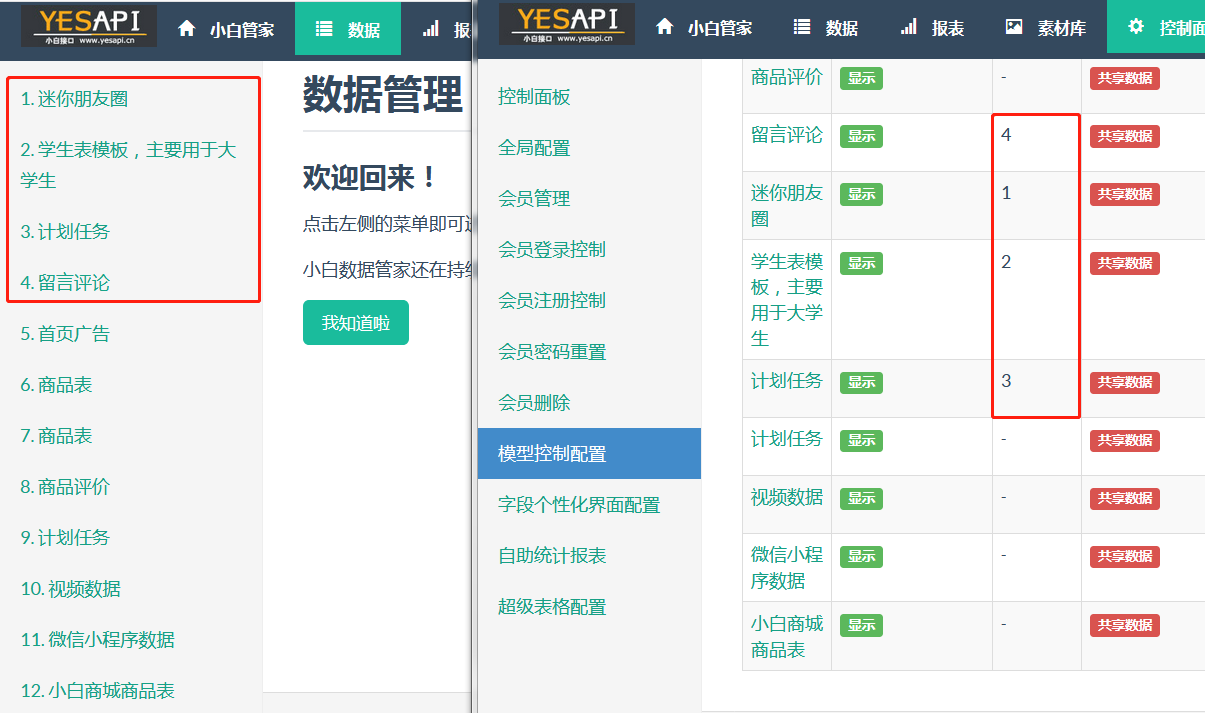 YESAPI
小白接口 www.yesapi.cn
小白管家
数据
报
1. 迷你朋友圈
2. 学生表模板，主要用于大
学生
3. 计划任务
4. 留言评论
5. 首页广告
6. 商品表
7. 商品表
8. 商品评价
9. 计划任务
10. 视频数据
11. 微信小程序数据
12. 小白商城商品表
数据管理
欢迎回来！
点击左侧的菜单即可
小白数据管家还在持
我知道啦
YESAPI
小白接口 www.yesapi.cn
小白管家
数据
报表
素材库
控制面
控制面板
全局配置
会员管理
会员登录控制
会员注册控制
会员密码重置
会员删除
模型控制配置
字段个性化界面配置
自助统计报表
超级表格配置
商品评价 显示 - 共享数据
留言评论 显示 4 共享数据
迷你朋友 显示 1 共享数据
圈
学生表模 显示 2 共享数据
板，主要
用于大学
生
计划任务 显示 3 共享数据
计划任务 显示 - 共享数据
视频数据 显示 - 共享数据
微信小程 显示 - 共享数据
序数据
小白商城 显示 - 共享数据
商品表